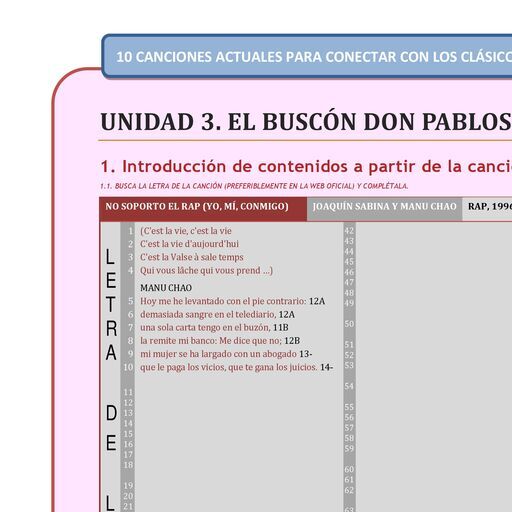 10 CANCIONES ACTUALES PARA CONECTAR CON LOS CLÁSICO
UNIDAD 3. EL BUSCÓN DON PABLOS
1. Introducción de contenidos a partir de la canci
1.1. BUSCA LA LETRA DE LA CANCIÓN (PREFERIBLEMENTE EN LA WEB OFICIAL) Y COMPLÉTALA.
NO SOPORTO EL RAP (YO, MÍ, CONMIGO) JOAQUÍN SABINA Y MANU CHAO RAP, 1996
LETRA DE L
1 (C'est la vie, c'est la vie
2 C'est la vie d'aujourd'hui
3 C'est la Valse à sale temps
4 Qui vous lâche qui vous prend ...)
MANU CHAO
5 Hoy me he levantado con el pie contrario: 12A
6 demasiada sangre en el telediario, 12A
7 una sola carta tengo en el buzón, 11B
8 la remite mi banco: Me dice que no; 12B
9 mi mujer se ha largado con un abogado 13-
10 que le paga los vicios, que te gana los juicios. 14-
11
12
13
14
15
16
17
18
19
20
21
42
43
44
45
46
47
48
49
50
51
52
53
54
55
56
57
58
59
60
61
62